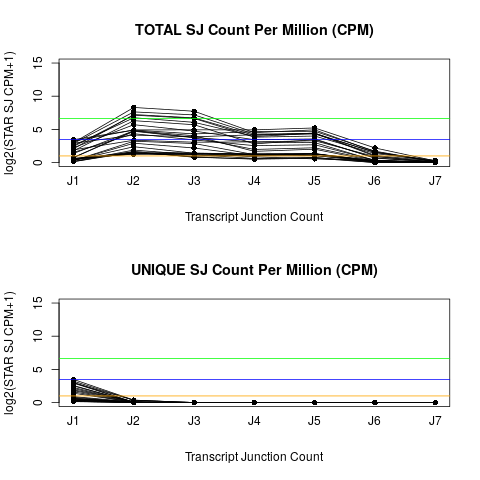 TOTAL SJ Count Per Million (CPM)
log2(STAR SJ CPM+1)
15
10
5
0
J1 J2 J3 J4 J5 J6 J7
Transcript Junction Count
UNIQUE SJ Count Per Million (CPM)
log2(STAR SJ CPM+1)
15
10
5
0
J1 J2 J3 J4 J5 J6 J7
Transcript Junction Count